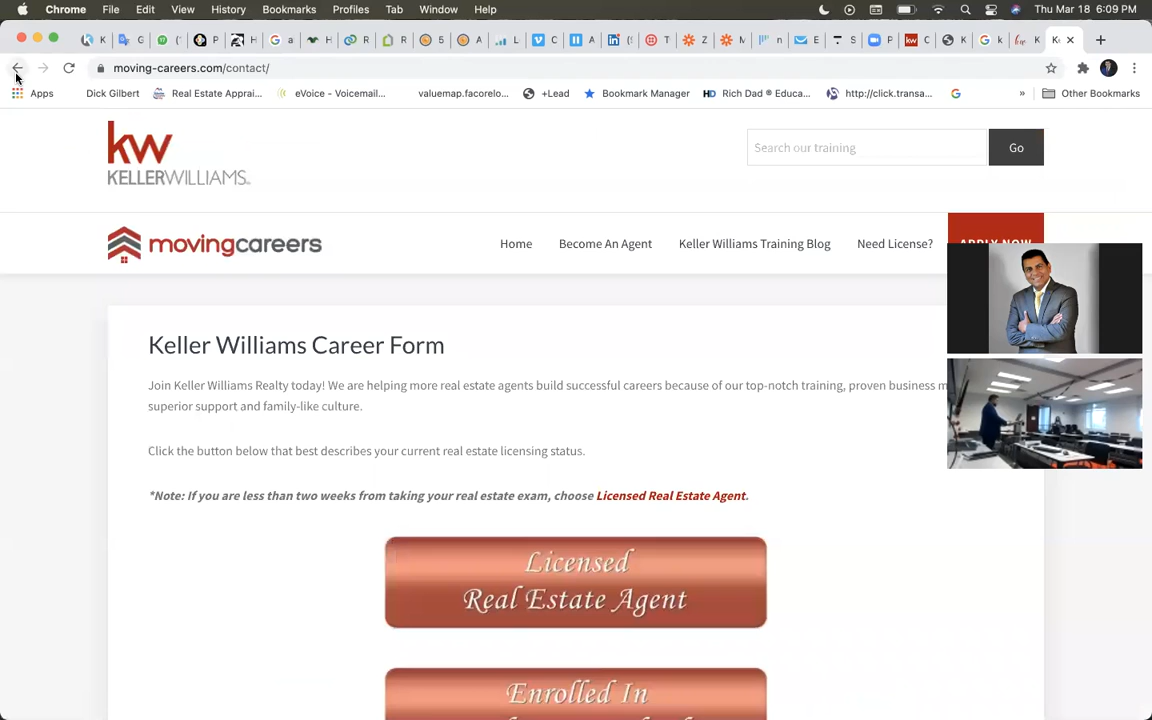 Chrome File Edit View History Bookmarks Profiles Tab Window Help Thu Mar 18 6:09 PM
K G ( P H G a H R R 5 A L C A ( T Z M n E S P C K G k K K
moving-careers.com/contact/
Apps Dick Gilbert Real Estate Apprai... eVoice - Voicemail... valuemap.facorelo... +Lead Bookmark Manager HD Rich Dad ® Educa... http://click.transa... » Other Bookmarks
kw
KELLERWILLIAMS.
Search our training Go
movingcareers
Home Become An Agent Keller Williams Training Blog Need License? APPLY NOW
Keller Williams Career Form
Join Keller Williams Realty today! We are helping more real estate agents build successful careers because of our top-notch training, proven business m
superior support and family-like culture.
Click the button below that best describes your current real estate licensing status.
*Note: If you are less than two weeks from taking your real estate exam, choose Licensed Real Estate Agent.
Licensed
Real Estate Agent
Enrolled In